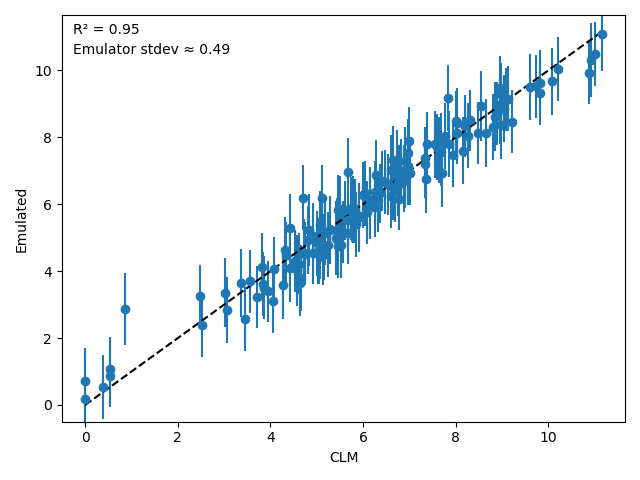 R² = 0.95
Emulator stdev ≈ 0.49
Emulated
10
8
6
4
2
0
0 2 4 6 8 10
CLM